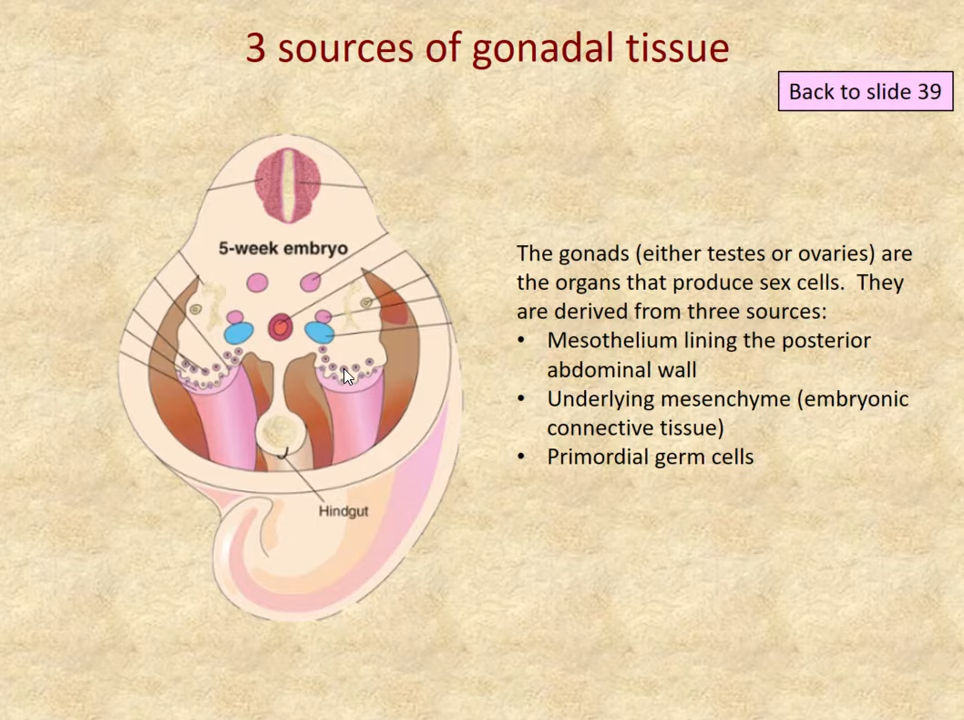 3 sources of gonadal tissue
Back to slide 39
5-week embryo
The gonads (either testes or ovaries) are
the organs that produce sex cells.  They
are derived from three sources:
• Mesothelium lining the posterior
abdominal wall
• Underlying mesenchyme (embryonic
connective tissue)
• Primordial germ cells
Hindgut